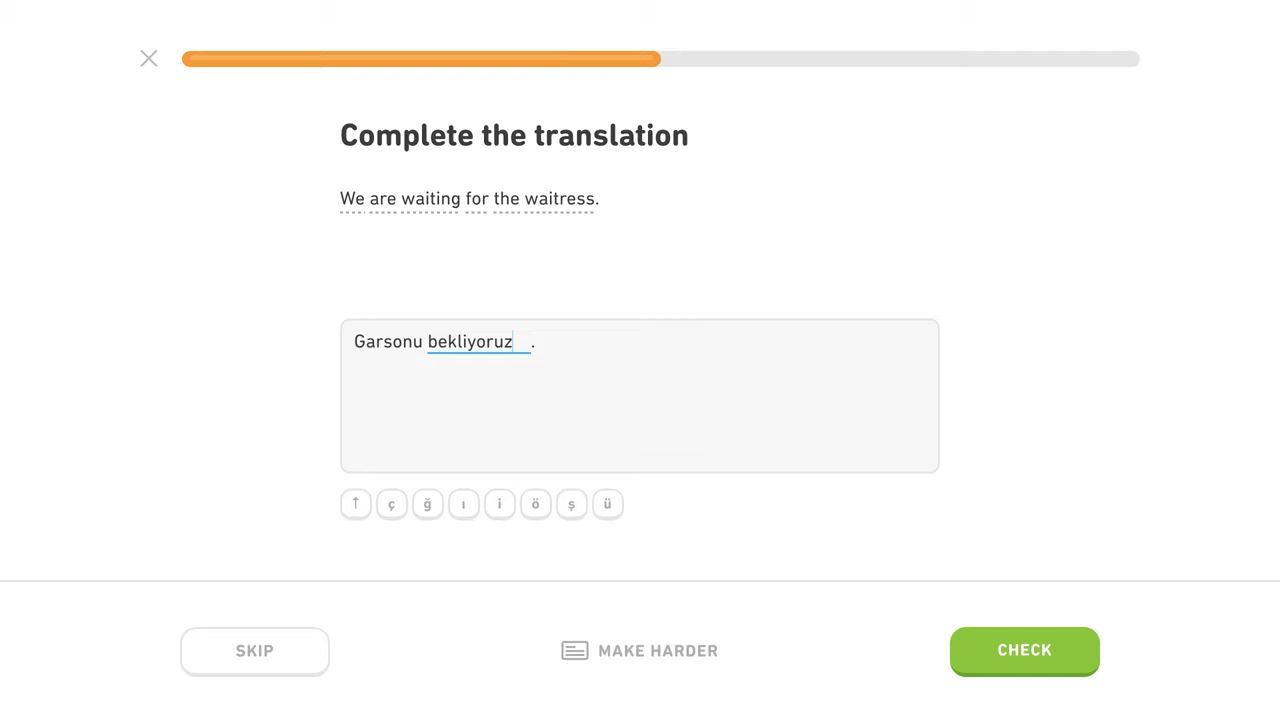 Complete the translation
We are waiting for the waitress.
Garsonu bekliyoruz .
↑ ç ğ ı i ö ş ü
SKIP
MAKE HARDER
CHECK